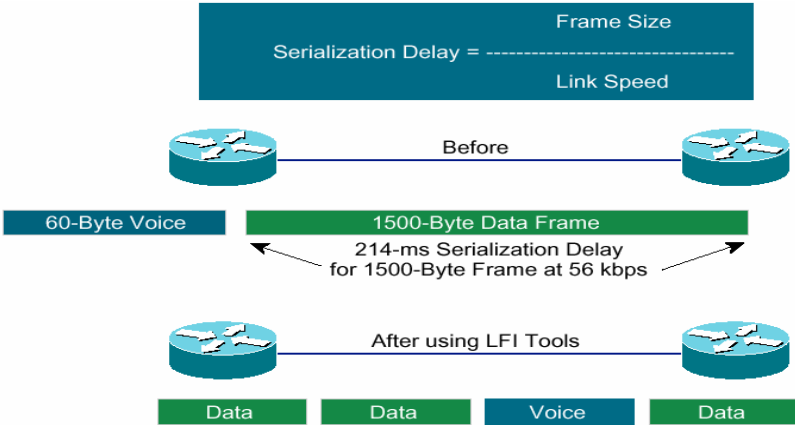 Frame Size
Serialization Delay = ---------------------------------
Link Speed
Before
60-Byte Voice
1500-Byte Data Frame
214-ms Serialization Delay
for 1500-Byte Frame at 56 kbps
After using LFI Tools
Data
Data
Voice
Data